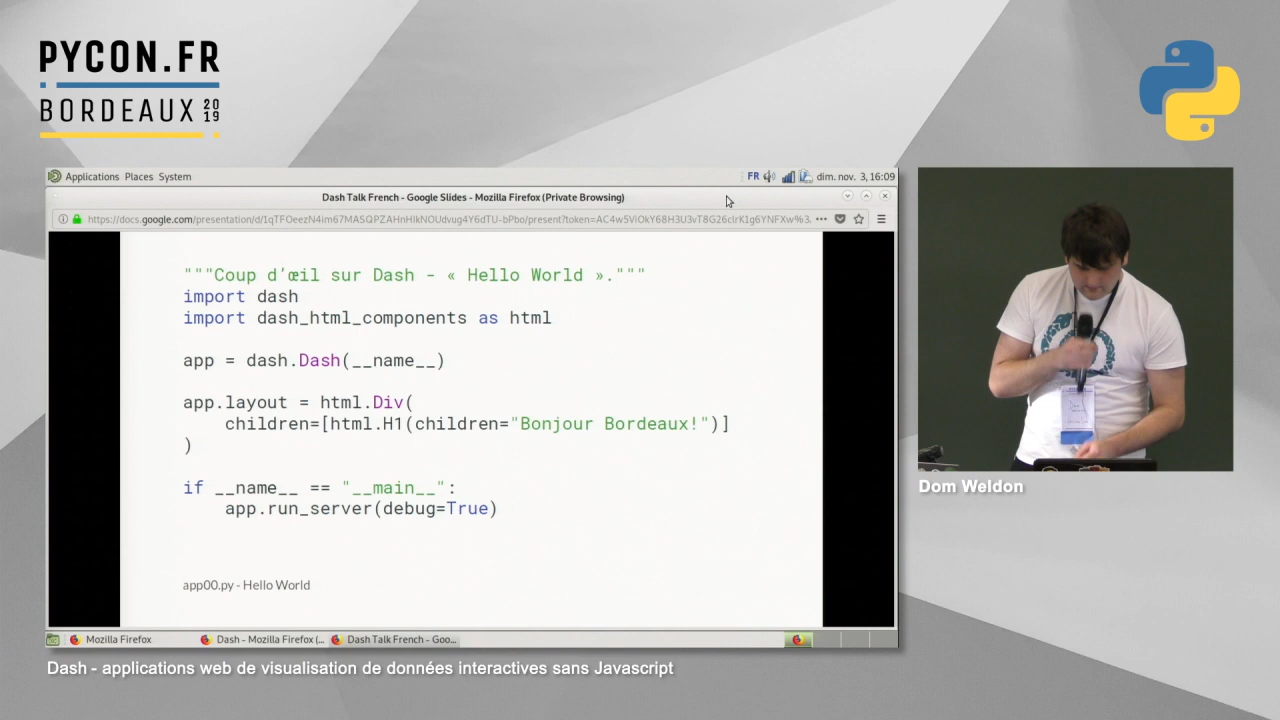 PYCON.FR
BORDEAUX 2019
Applications Places System
FR
dim. nov. 3, 16:09
Dash Talk French - Google Slides - Mozilla Firefox (Private Browsing)
"""Coup d'œil sur Dash - « Hello World »."""
import dash
import dash_html_components as html
app = dash.Dash(__name__)
app.layout = html.Div(
children=[html.H1(children="Bonjour Bordeaux!")]
)
if __name__ == "__main__":
app.run_server(debug=True)
app00.py - Hello World
Mozilla Firefox
Dash - Mozilla Firefox (...
Dash Talk French - Goo...
Dom Weldon
Dash - applications web de visualisation de données interactives sans Javascript